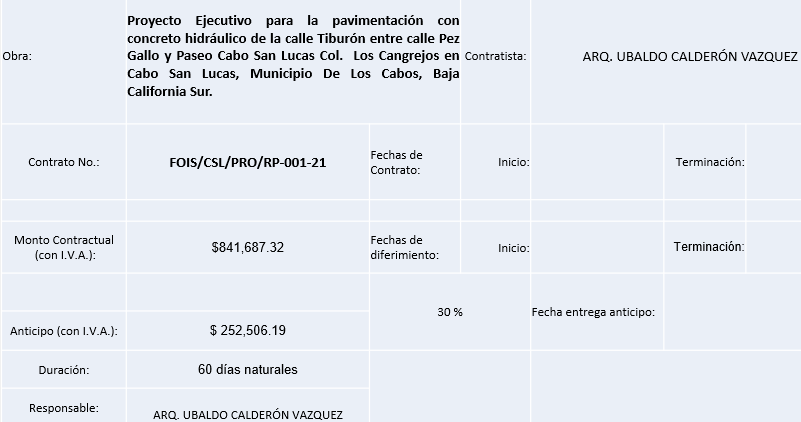 Obra:
Proyecto Ejecutivo para la pavimentación con
concreto hidráulico de la calle Tiburón entre calle Pez
Gallo y Paseo Cabo San Lucas Col. Los Cangrejos en
Cabo San Lucas, Municipio De Los Cabos, Baja
California Sur.
Contratista:
ARQ. UBALDO CALDERÓN VAZQUEZ
Contrato No.:
FOIS/CSL/PRO/RP-001-21
Fechas de
Contrato:
Inicio:
Terminación:
Monto Contractual
(con I.V.A.):
$841,687.32
Fechas de
diferimiento:
Inicio:
Terminación:
Anticipo (con I.V.A.):
$ 252,506.19
30 %
Fecha entrega anticipo:
Duración:
60 días naturales
Responsable:
ARQ. UBALDO CALDERÓN VAZQUEZ